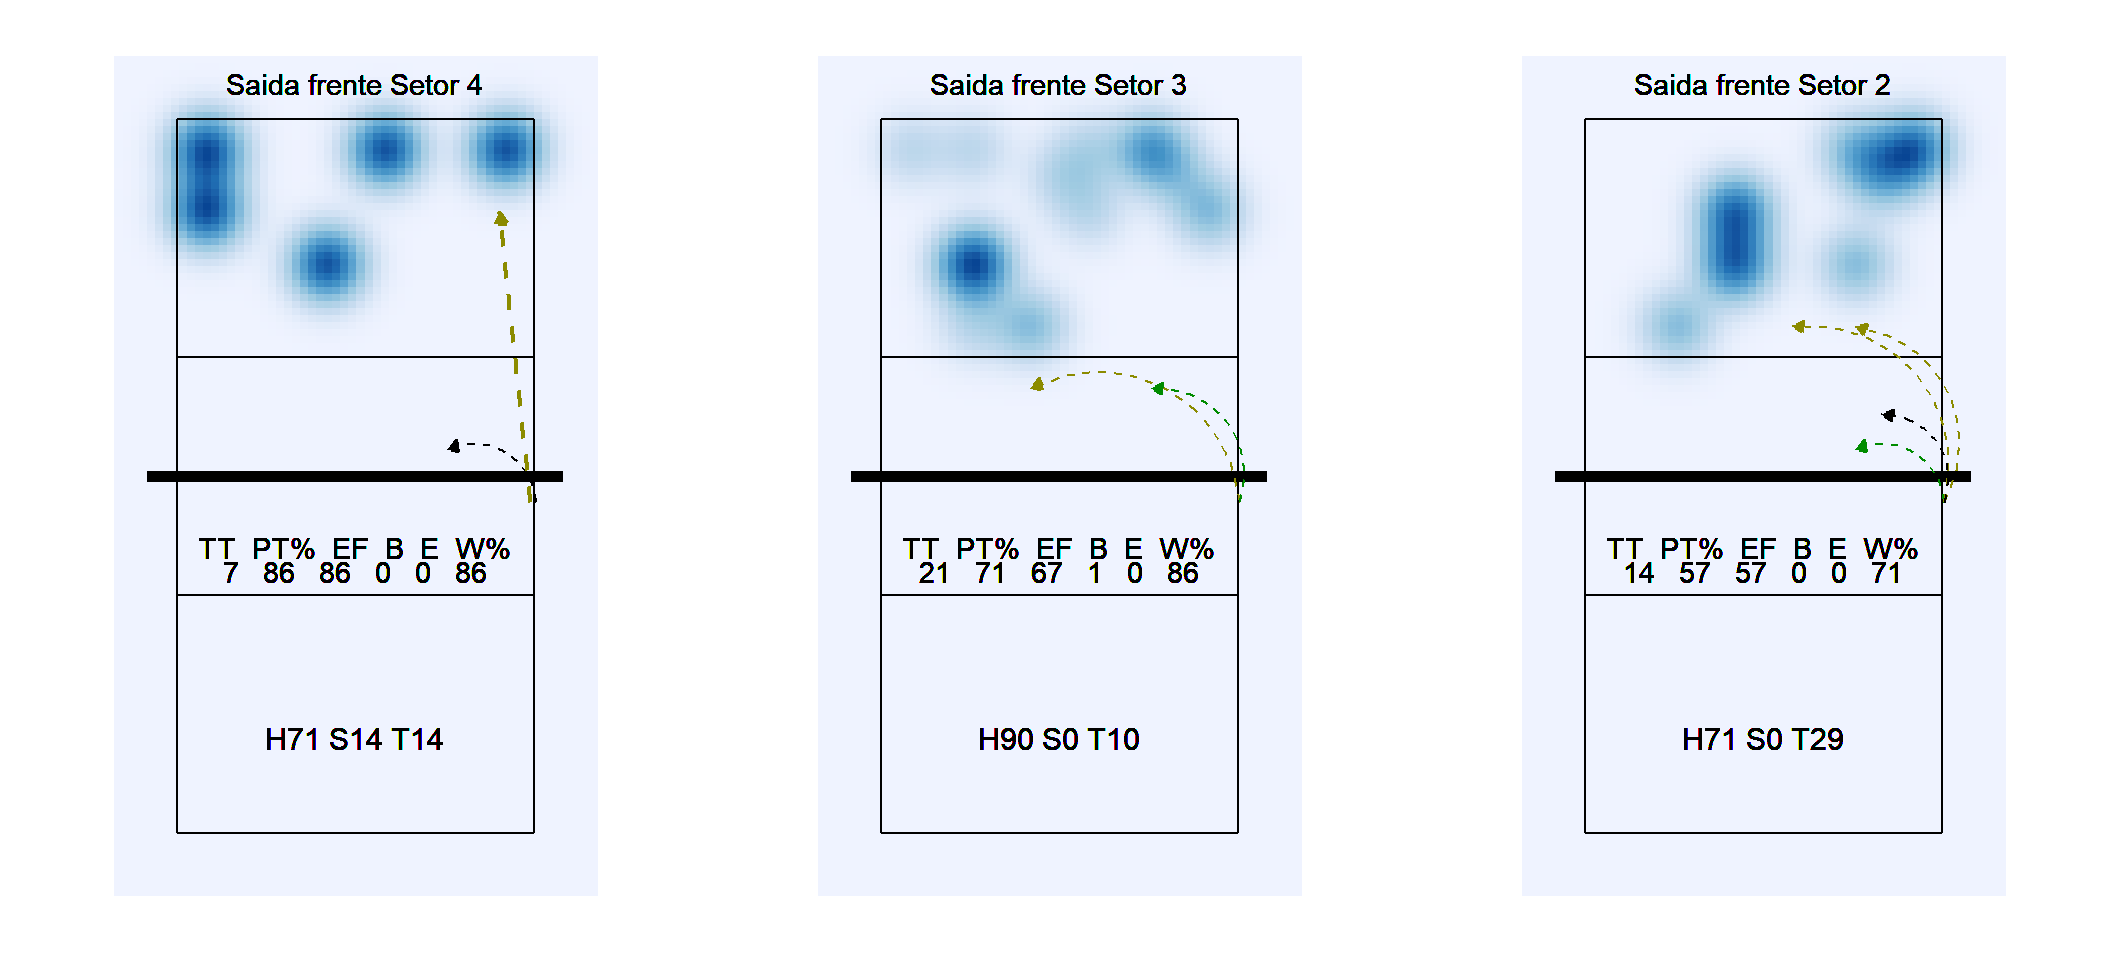 Saida frente Setor 4
TT PT% EF B E W%
7 86 86 0 0 86
H71 S14 T14
Saida frente Setor 3
TT PT% EF B E W%
21 71 67 1 0 86
H90 S0 T10
Saida frente Setor 2
TT PT% EF B E W%
14 57 57 0 0 71
H71 S0 T29